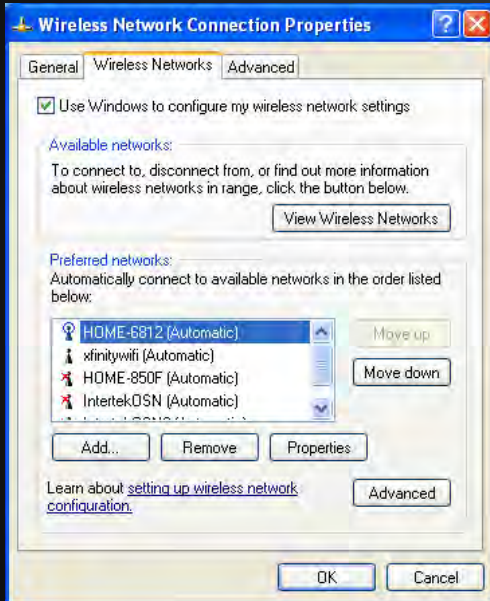 Wireless Network Connection Properties
General Wireless Networks Advanced
Use Windows to configure my wireless network settings
Available networks:
To connect to, disconnect from, or find out more information
about wireless networks in range, click the button below.
View Wireless Networks
Preferred networks:
Automatically connect to available networks in the order listed
below:
HOME-6812 (Automatic)
Move up
xfinitywifi (Automatic)
HOME-850F (Automatic)
Move down
IntertekOSN (Automatic)
Add... Remove Properties
Learn about setting up wireless network
configuration.
Advanced
OK Cancel